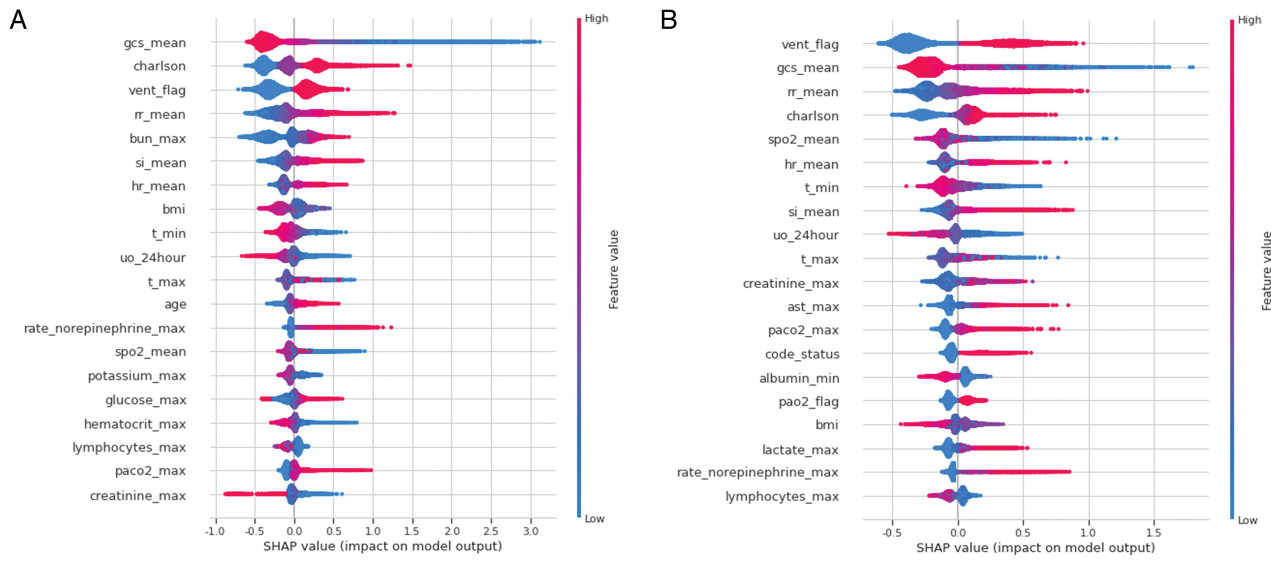 A
High
gcs_mean
charlson
vent_flag
rr_mean
bun_max
si_mean
hr_mean
bmi
t_min
uo_24hour
t_max
age
rate_norepinephrine_max
spo2_mean
potassium_max
glucose_max
hematocrit_max
lymphocytes_max
paco2_max
creatinine_max
Feature value
Low
-1.0 -0.5 0.0 0.5 1.0 1.5 2.0 2.5 3.0
SHAP value (impact on model output)
B
High
vent_flag
gcs_mean
rr_mean
charlson
spo2_mean
hr_mean
t_min
si_mean
uo_24hour
t_max
creatinine_max
ast_max
paco2_max
code_status
albumin_min
pao2_flag
bmi
lactate_max
rate_norepinephrine_max
lymphocytes_max
Feature value
Low
-0.5 0.0 0.5 1.0 1.5
SHAP value (impact on model output)